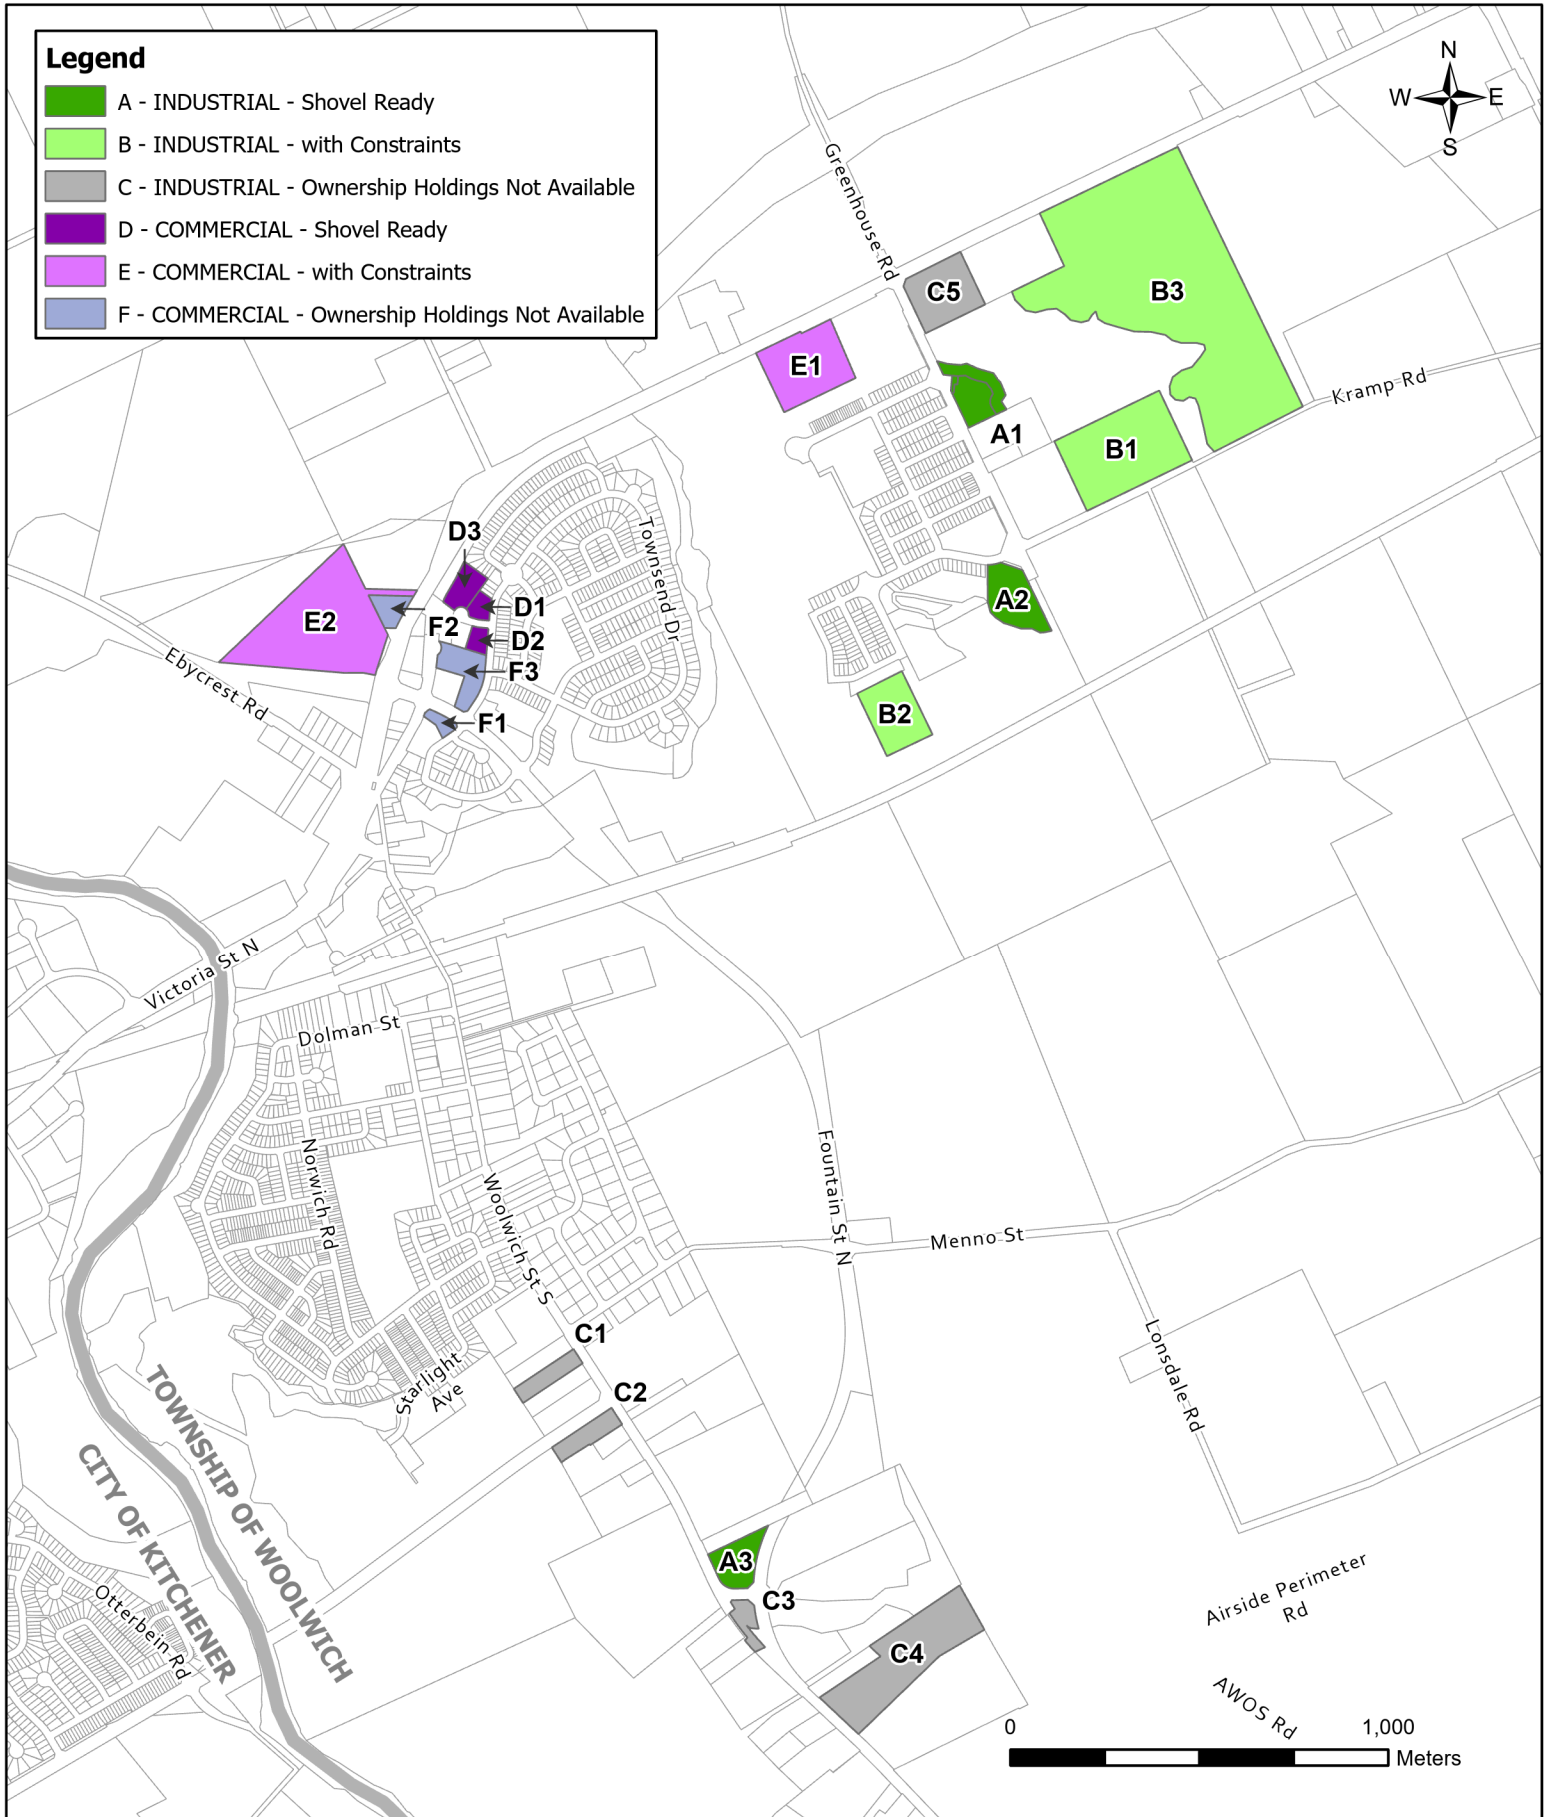 Legend
A - INDUSTRIAL - Shovel Ready
B - INDUSTRIAL - with Constraints
C - INDUSTRIAL - Ownership Holdings Not Available
D - COMMERCIAL - Shovel Ready
E - COMMERCIAL - with Constraints
F - COMMERCIAL - Ownership Holdings Not Available
N
W E
S
Greenhouse Rd
C5
B3
E1
Kramp Rd
A1
B1
D3
Townsend Dr
A2
D1
E2
F2
D2
F3
Ebycrest Rd
B2
F1
Victoria St N
Dolman St
Norwich Rd
Woolwich St S
Fountain St N
Menno St
C1
Lonsdale Rd
Starlight
Ave
C2
TOWNSHIP OF WOOLWICH
CITY OF KITCHENER
A3
C3
Otterbein Rd
Airside Perimeter
Rd
C4
AWOS Rd
0 1,000
Meters